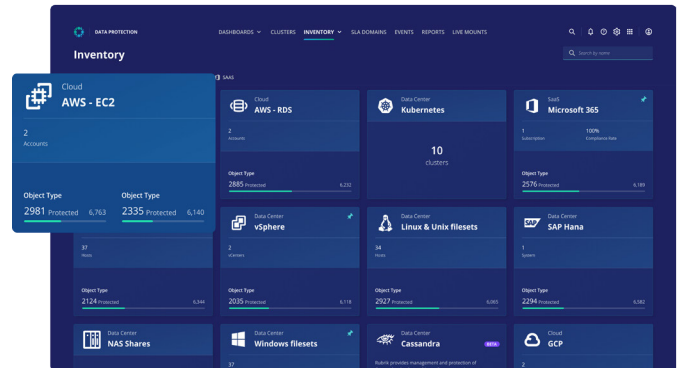 DATA PROTECTION
DASHBOARDS CLUSTERS INVENTORY SLA DOMAINS EVENTS REPORTS LIVE MOUNTS
Inventory
Search by name
SAAS
Cloud
AWS - EC2
2
Accounts
Object Type Object Type
2981 Protected 6,763 2335 Protected 6,140
Cloud
AWS - RDS
2
Accounts
Object Type
2885 Protected 6,232
Data Center
Kubernetes
10
clusters
SaaS
Microsoft 365
1 100%
Subscription Compliance Rate
Object Type
2576 Protected 6,189
37
Hosts
Object Type
2124 Protected 6,344
Data Center
vSphere
2
vCenters
Object Type
2035 Protected 6,118
Data Center
Linux & Unix filesets
34
Hosts
Object Type
2927 Protected 6,065
SAP
Data Center
SAP Hana
1
System
Object Type
2294 Protected 6,582
Data Center
NAS Shares
Data Center
Windows filesets
37
Data Center
Cassandra BETA
Rubrik provides management and protection of
Cloud
GCP
2